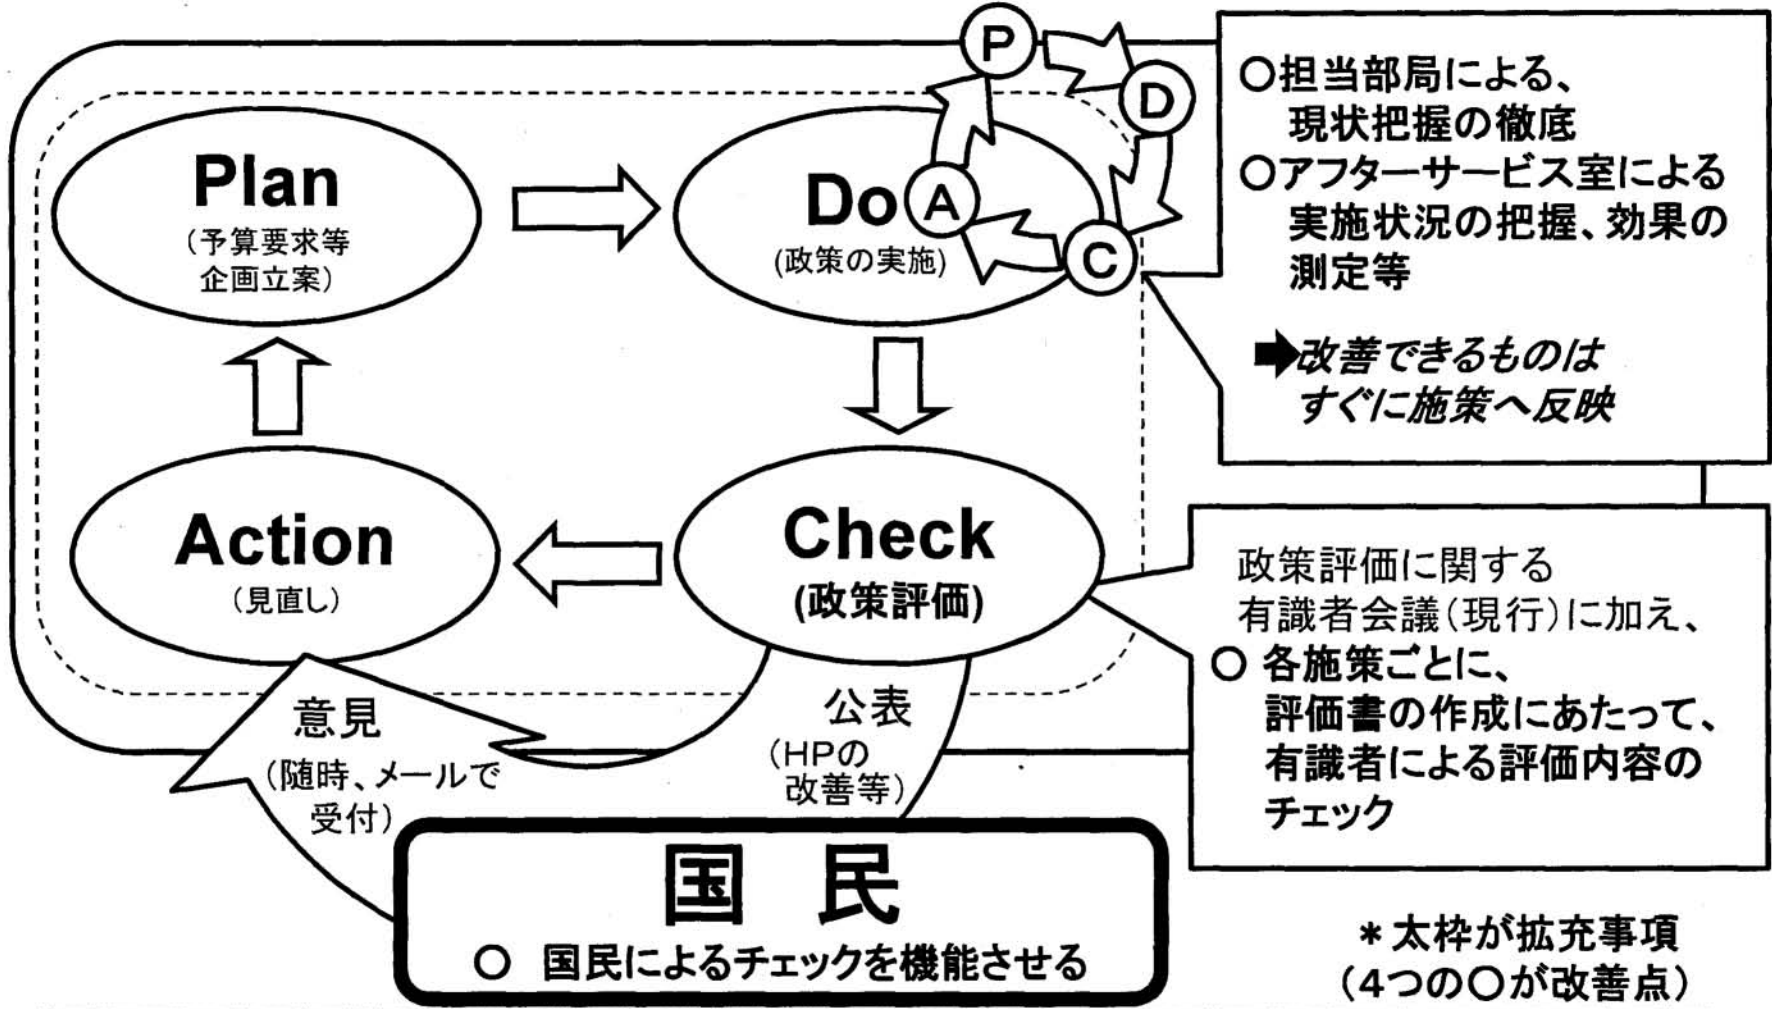 Plan
（予算要求等
企画立案）
Do
(政策の実施)
P
D
C
A
Action
（見直し）
Check
(政策評価)
○担当部局による、
現状把握の徹底
○アフターサービス室による
実施状況の把握、効果の
測定等
➡改善できるものは
すぐに施策へ反映
政策評価に関する
有識者会議（現行）に加え、
○ 各施策ごとに、
評価書の作成にあたって、
有識者による評価内容の
チェック
意見
（随時、メールで
受付）
公表
（HPの
改善等）
国 民
○ 国民によるチェックを機能させる
＊太枠が拡充事項
（4つの○が改善点）